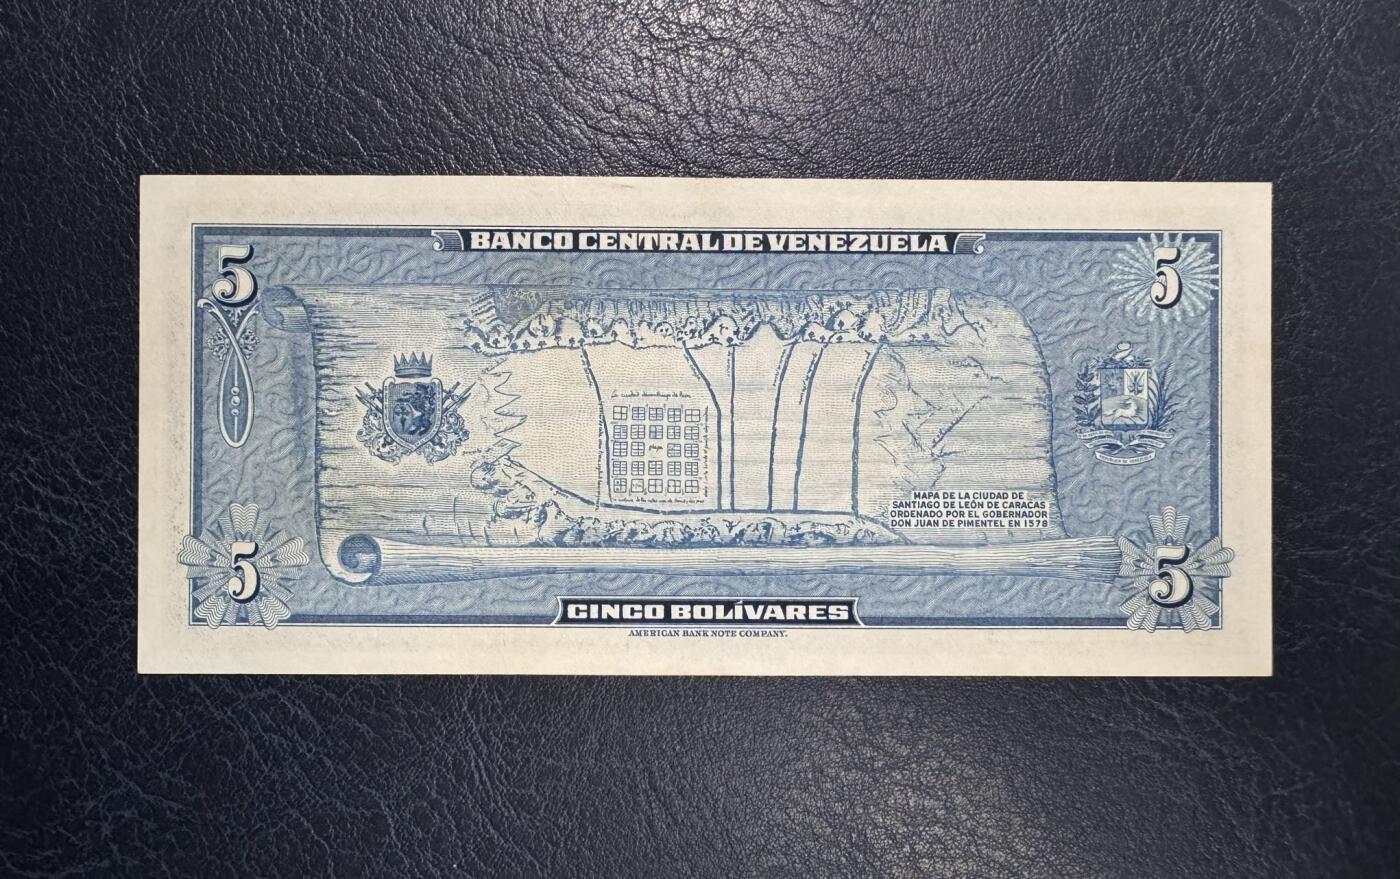 BANCO CENTRAL DE VENEZUELA
5
5
plaza
MAPA DE LA CIUDAD DE
SANTIAGO DE LEÓN DE CARACAS
ORDENADO POR EL GOBERNADOR
DON JUAN DE PIMENTEL EN 1578
5
5
CINCO BOLÍVARES
AMERICAN BANK NOTE COMPANY.